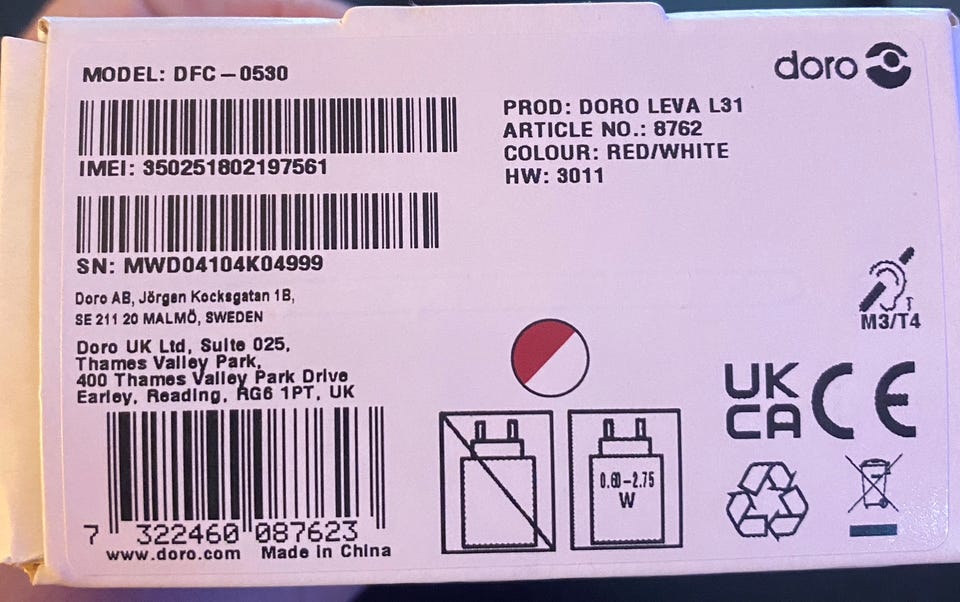 MODEL: DFC-0530
doro
IMEI: 350251802197561
PROD: DORO LEVA L31
ARTICLE NO.: 8762
COLOUR: RED/WHITE
HW: 3011
SN: MWD04104K04999
Doro AB, Jörgen Kocksgatan 1B,
SE 211 20 MALMÖ, SWEDEN
Doro UK Ltd, Suite 025,
Thames Valley Park,
400 Thames Valley Park Drive
Earley, Reading, RG6 1PT, UK
T
M3/T4
UK
CA
CE
0.60-2.75
W
7 322460 087623
www.doro.com Made in China